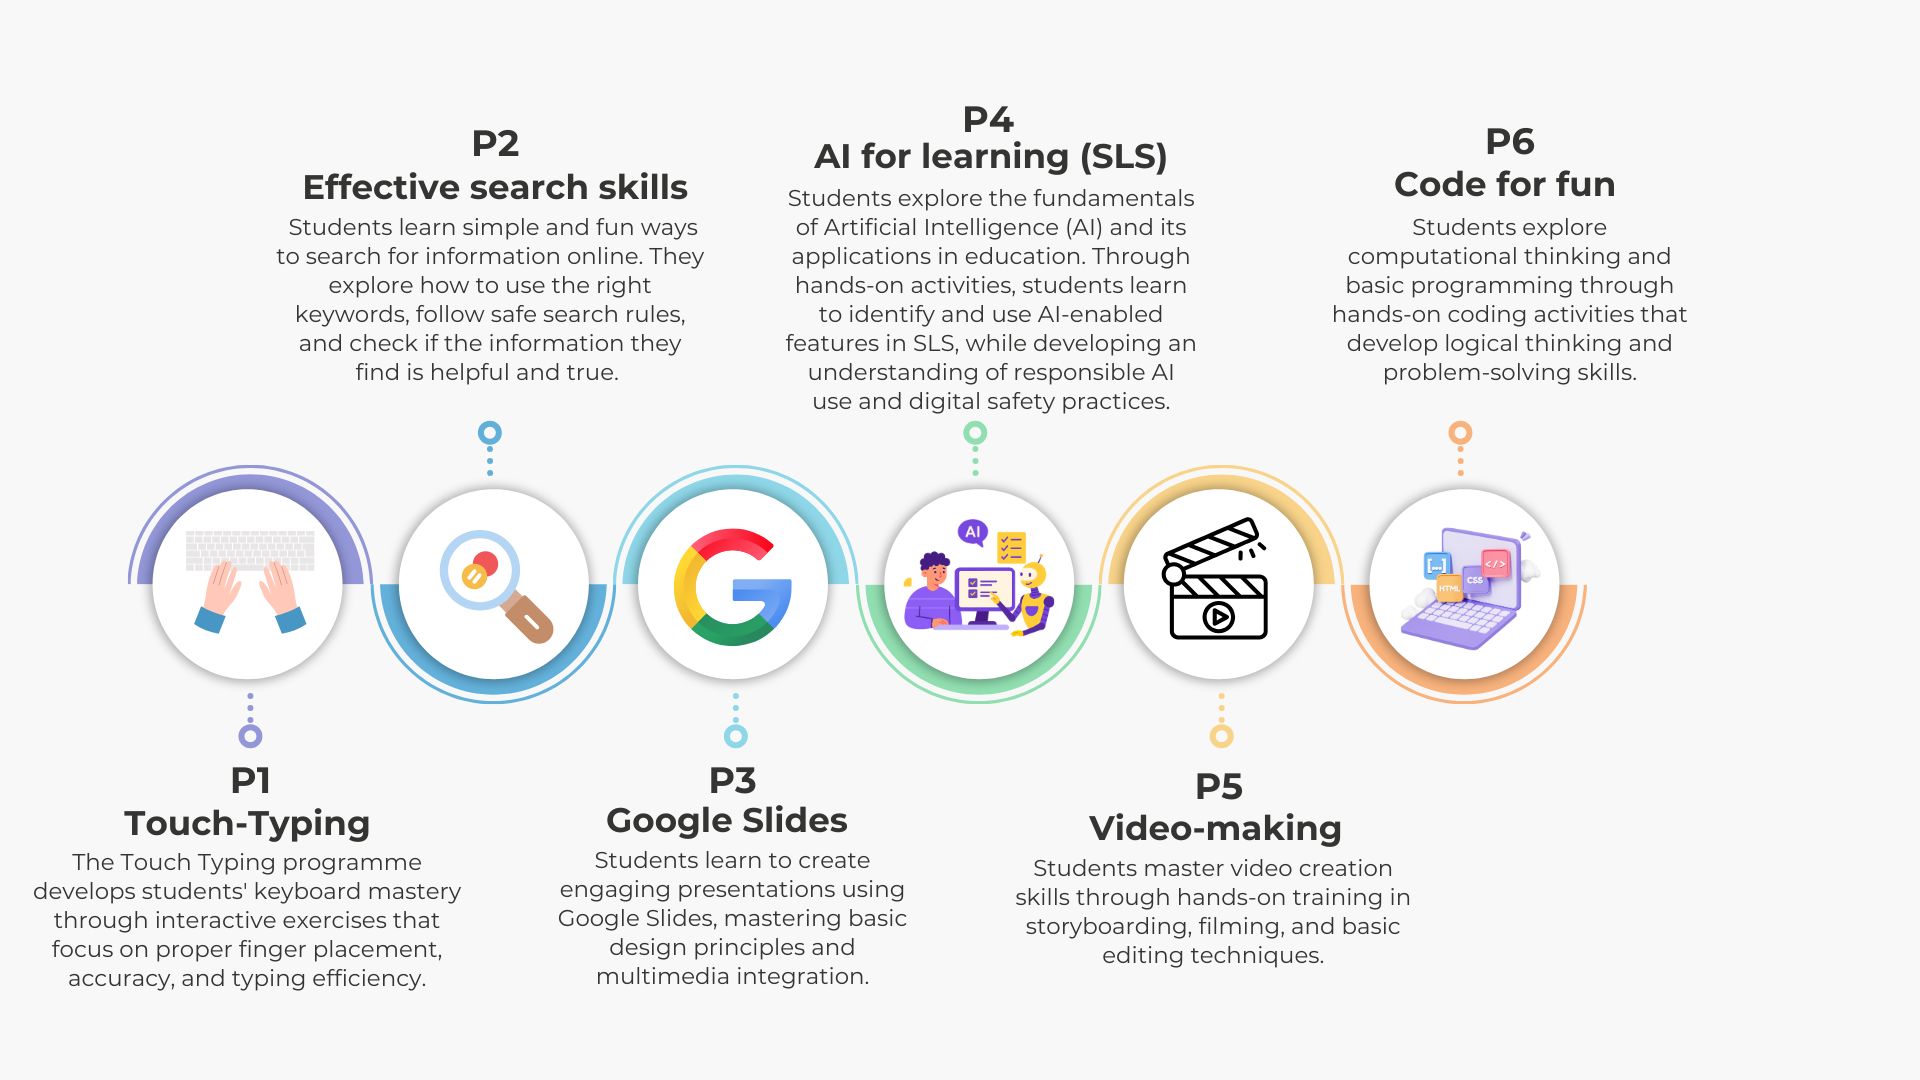 P2
Effective search skills
Students learn simple and fun ways
to search for information online. They
explore how to use the right
keywords, follow safe search rules,
and check if the information they
find is helpful and true.
P4
AI for learning (SLS)
Students explore the fundamentals
of Artificial Intelligence (AI) and its
applications in education. Through
hands-on activities, students learn
to identify and use AI-enabled
features in SLS, while developing an
understanding of responsible AI
use and digital safety practices.
P6
Code for fun
Students explore
computational thinking and
basic programming through
hands-on coding activities that
develop logical thinking and
problem-solving skills.
AI
[...]
HTML
CSS
</>
P1
Touch-Typing
The Touch Typing programme
develops students' keyboard mastery
through interactive exercises that
focus on proper finger placement,
accuracy, and typing efficiency.
P3
Google Slides
Students learn to create
engaging presentations using
Google Slides, mastering basic
design principles and
multimedia integration.
P5
Video-making
Students master video creation
skills through hands-on training in
storyboarding, filming, and basic
editing techniques.